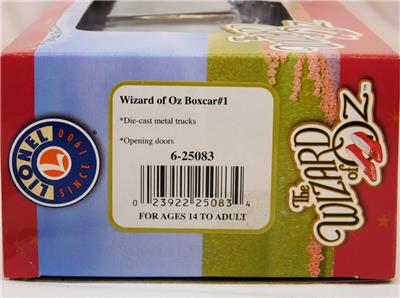 Wizard of Oz Boxcar#1
*Die-cast metal trucks
*Opening doors
6-25083
0 23922 25083 4
FOR AGES 14 TO ADULT
LIONEL
SINCE 1900
The
WIZARD
of OZ
TM